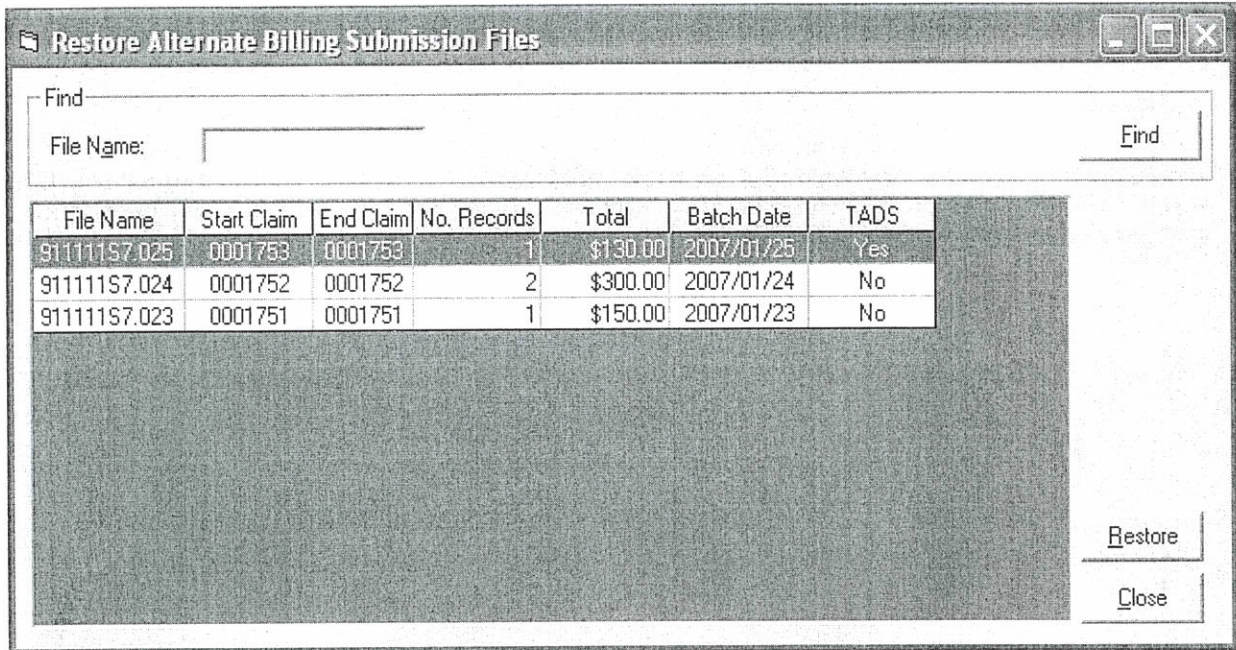 Restore Alternate Billing Submission Files
Find
File Name:
Find
File Name Start Claim End Claim No. Records Total Batch Date TADS
911111S7.025 0001753 0001753 1 $130.00 2007/01/25 Yes
911111S7.024 0001752 0001752 2 $300.00 2007/01/24 No
911111S7.023 0001751 0001751 1 $150.00 2007/01/23 No
Restore
Close